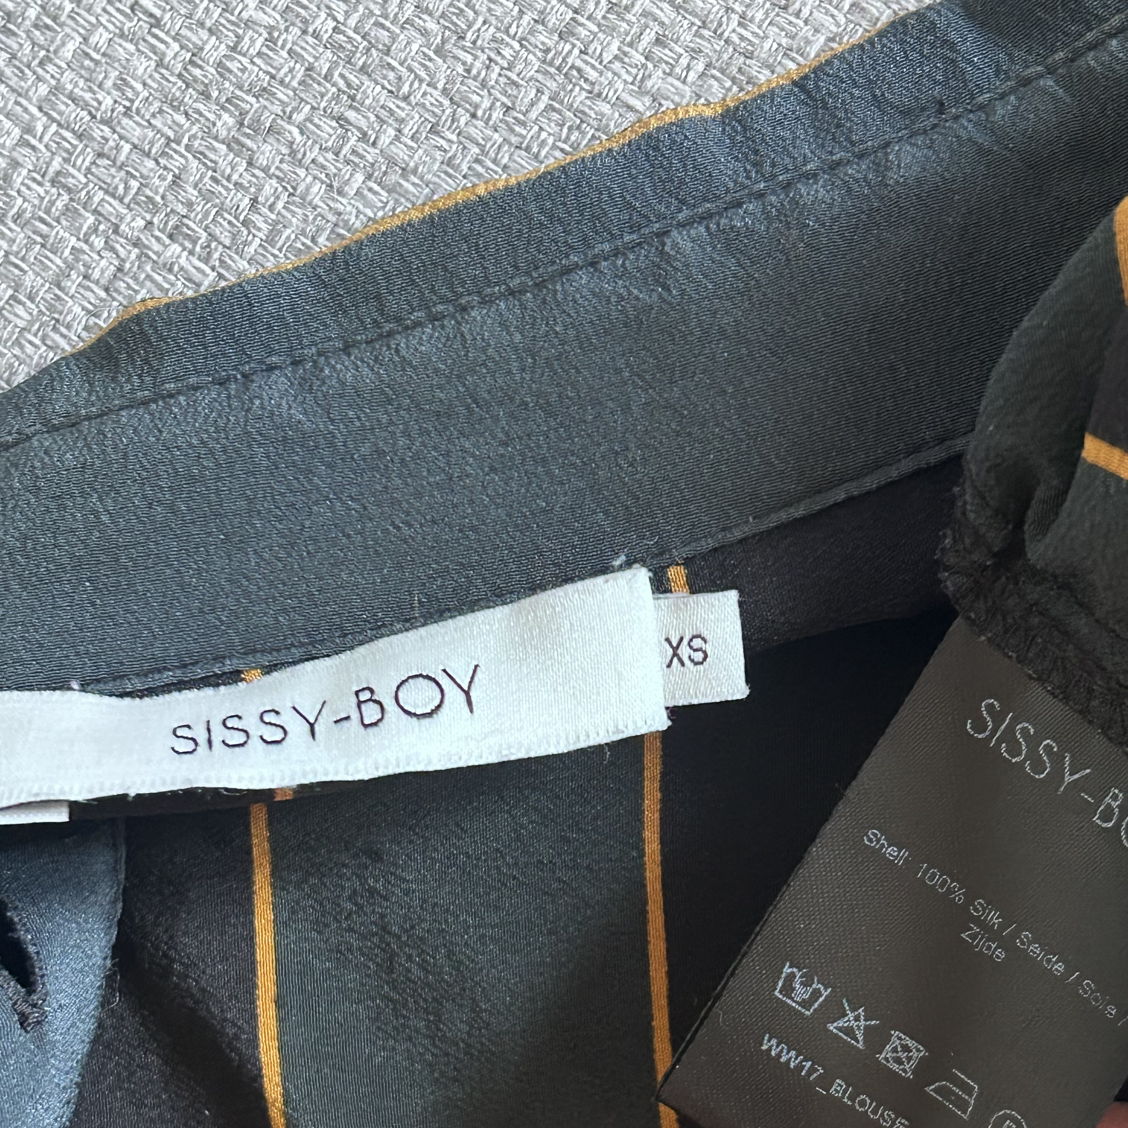 SISSY-BOY
XS
SISSY-BO
Shell: 100% Silk / Seide / Soie /
Zijde
WW17_BLOUSE